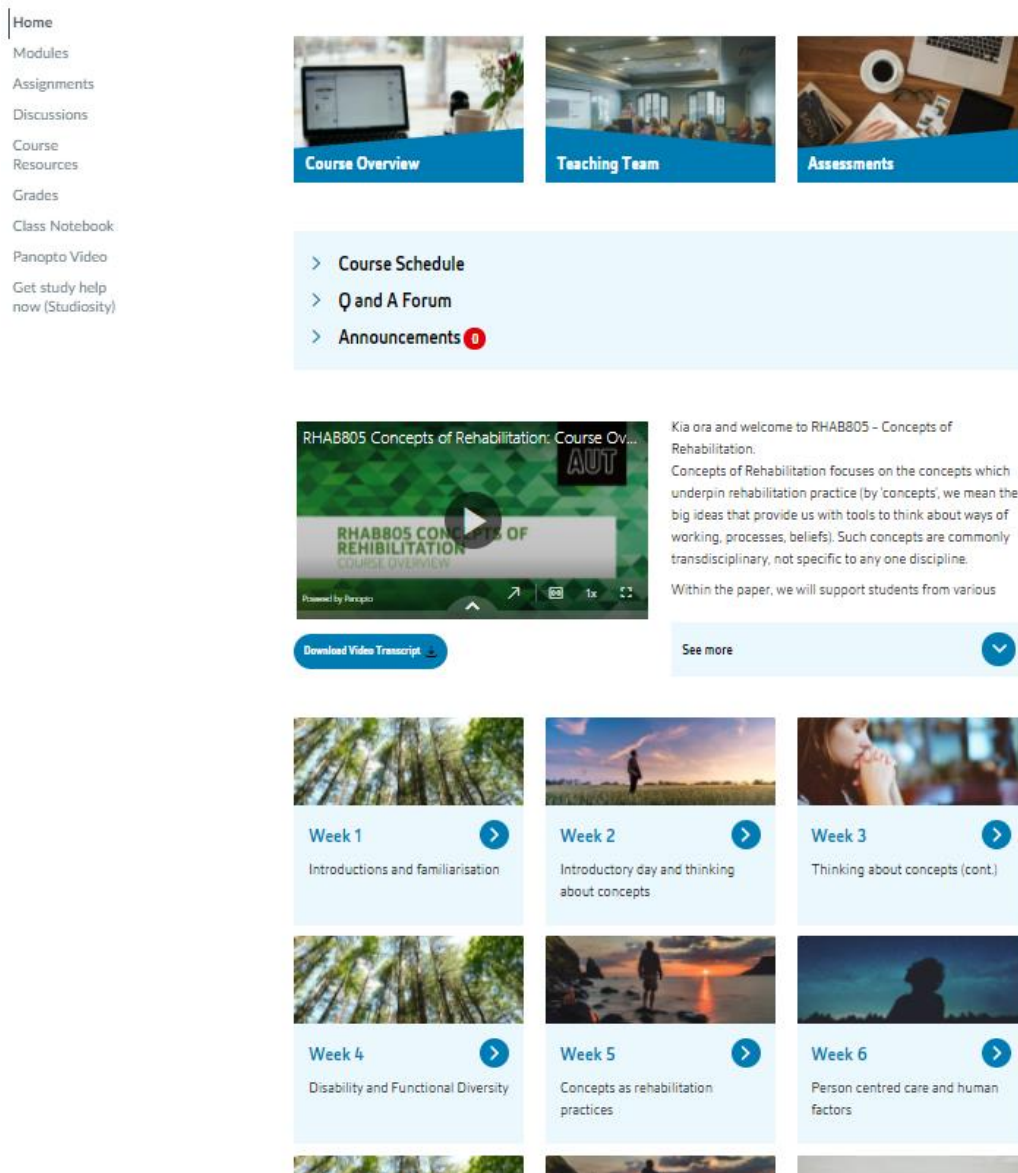 Home
Modules
Assignments
Discussions
Course
Resources
Grades
Class Notebook
Panopto Video
Get study help
now (Studiosity)
Course Overview
Teaching Team
Assessments
Course Schedule
Q and A Forum
Announcements 0
RHAB805 Concepts of Rehabilitation: Course Ov...
AUT
RHAB805 CONCEPTS OF
REHIBILITATION
COURSE OVERVIEW
Powered by Panopto
1x
Download Video Transcript
Kia ora and welcome to RHAB805 - Concepts of
Rehabilitation.
Concepts of Rehabilitation focuses on the concepts which
underpin rehabilitation practice (by 'concepts', we mean the
big ideas that provide us with tools to think about ways of
working, processes, beliefs). Such concepts are commonly
transdisciplinary, not specific to any one discipline.
Within the paper, we will support students from various
See more
Week 1
Introductions and familiarisation
Week 2
Introductory day and thinking
about concepts
Week 3
Thinking about concepts (cont.)
Week 4
Disability and Functional Diversity
Week 5
Concepts as rehabilitation
practices
Week 6
Person centred care and human
factors